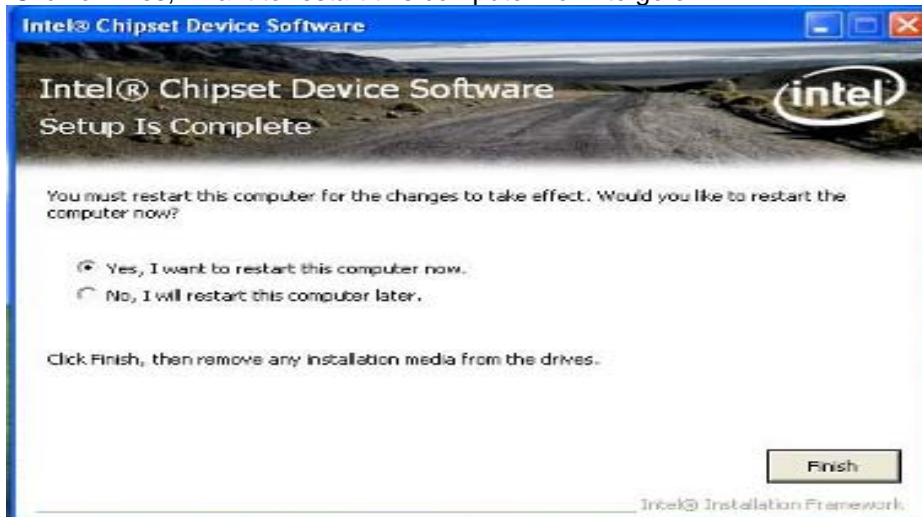 Intel® Chipset Device Software
Intel® Chipset Device Software
intel
Setup Is Complete
You must restart this computer for the changes to take effect. Would you like to restart the
computer now?
Yes, I want to restart this computer now.
No, I will restart this computer later.
Click Finish, then remove any installation media from the drives.
Finish
Intel® Installation Framework